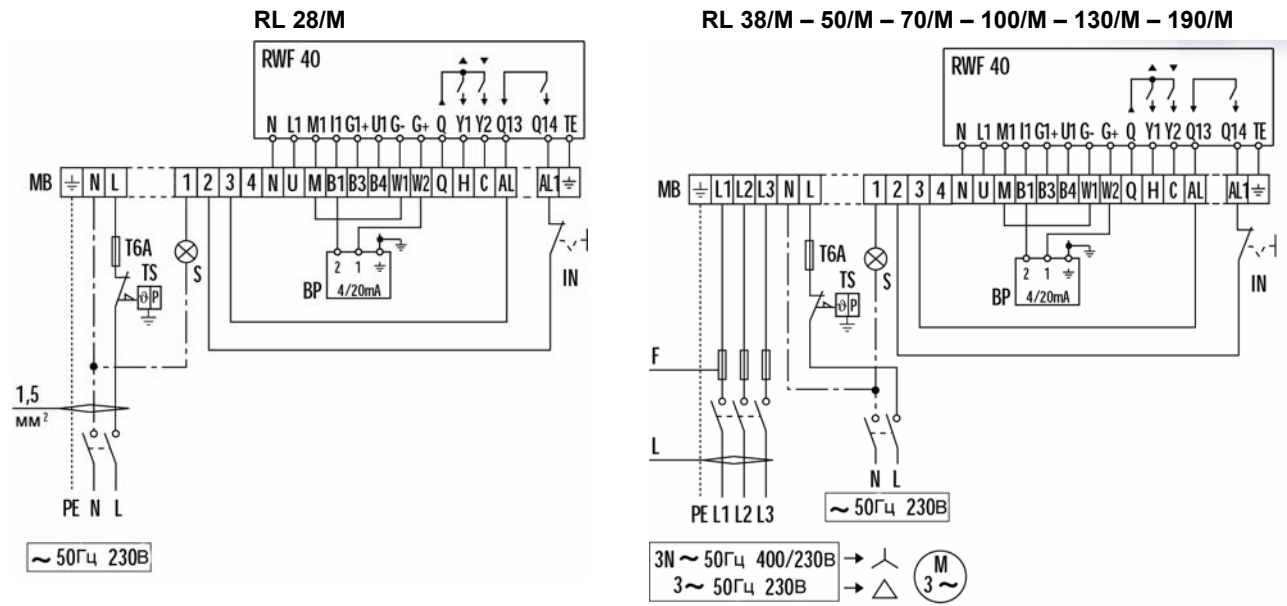 RL 28/M
RWF 40
N L1 M1 I1 G1+ U1 G- G+ Q Y1 Y2 Q13 Q14 TE
MB N L 1 2 3 4 N U M B1 B3 B4 W1 W2 Q H C AL AL1
T6A
TS
ϑ P
S
2 1
BP 4/20mA
IN
1,5
мм²
PE N L
~ 50Гц 230В
RL 38/M – 50/M – 70/M – 100/M – 130/M – 190/M
RWF 40
N L1 M1 I1 G1+ U1 G- G+ Q Y1 Y2 Q13 Q14 TE
MB L1 L2 L3 N L 1 2 3 4 N U M B1 B3 B4 W1 W2 Q H C AL AL1
T6A
TS
ϑ P
S
2 1
BP 4/20mA
IN
F
L
N L
PE L1 L2 L3
~ 50Гц 230В
3N ~ 50Гц 400/230В
3 ~ 50Гц 230В
M
3 ~